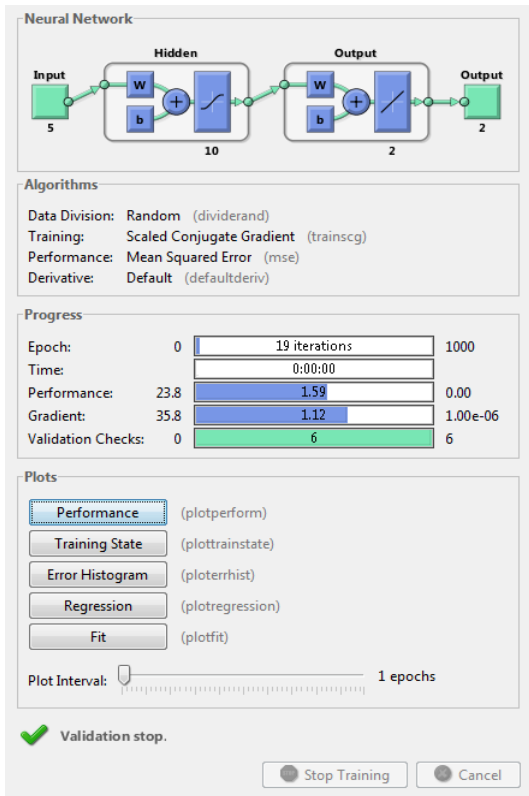 Neural Network
Hidden
Output
Input
W
b
W
b
Output
5
10
2
2
Algorithms
Data Division: Random (dividerand)
Training: Scaled Conjugate Gradient (trainscg)
Performance: Mean Squared Error (mse)
Derivative: Default (defaultderiv)
Progress
Epoch: 0 19 iterations 1000
Time: 0:00:00
Performance: 23.8 1.59 0.00
Gradient: 35.8 1.12 1.00e-06
Validation Checks: 0 6 6
Plots
Performance (plotperform)
Training State (plottrainstate)
Error Histogram (ploterrhist)
Regression (plotregression)
Fit (plotfit)
Plot Interval: 1 epochs
Validation stop.
Stop Training Cancel